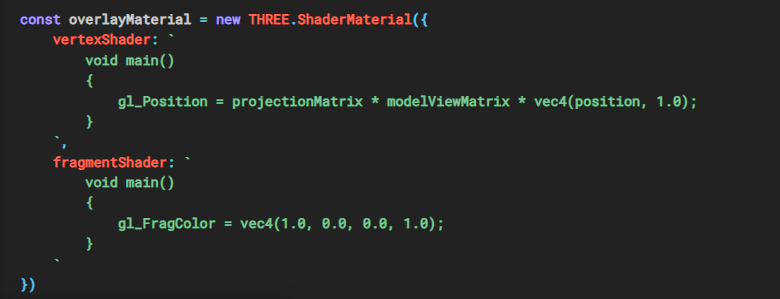 const overlayMaterial = new THREE.ShaderMaterial({
    vertexShader: `
        void main()
        {
            gl_Position = projectionMatrix * modelViewMatrix * vec4(position, 1.0);
        }
    `,
    fragmentShader: `
        void main()
        {
            gl_FragColor = vec4(1.0, 0.0, 0.0, 1.0);
        }
    `
})